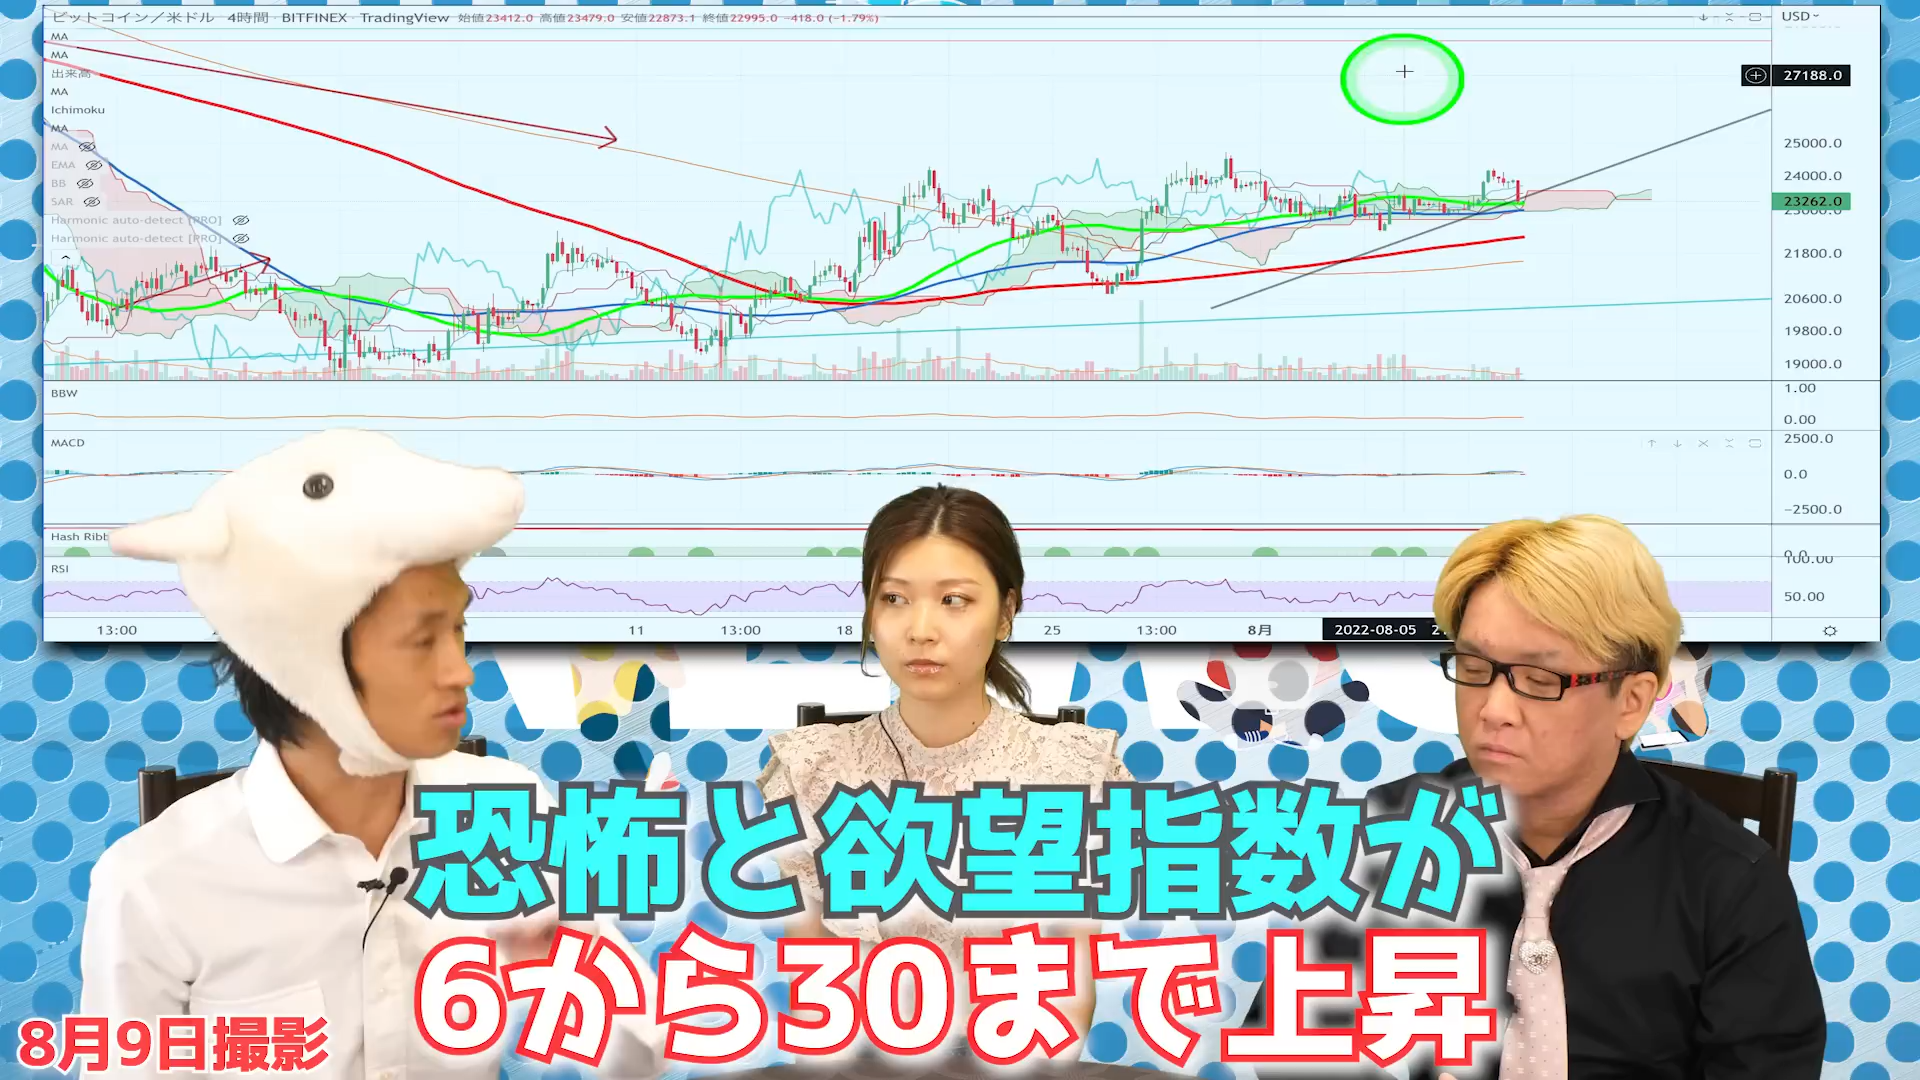 ビットコイン／米ドル · 4時間 · BITFINEX · TradingView 始値23412.0 高値23479.0 安値22873.1 終値22995.0 −418.0 (−1.79%)
USD
MA
MA
出来高
MA
Ichimoku
MA
MA
EMA
BB
SAR
Harmonic auto-detect [PRO]
Harmonic auto-detect [PRO]
27188.0
25000.0
24000.0
23262.0
23000.0
21800.0
20600.0
19800.0
19000.0
BBW
1.00
0.00
MACD
2500.0
0.0
−2500.0
Hash Ribb
0.0
RSI
100.00
50.00
13:00
11
13:00
18
25
13:00
8月
2022-08-05
恐怖と欲望指数が
6から30まで上昇
8月9日撮影